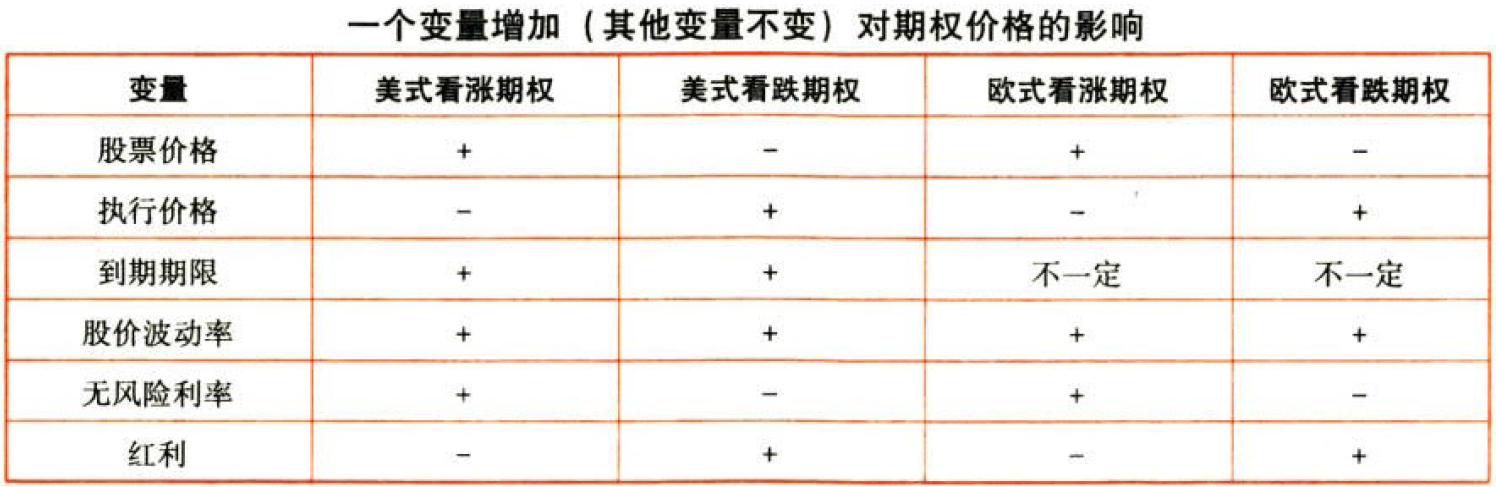 一个变量增加（其他变量不变）对期权价格的影响
变量 美式看涨期权 美式看跌期权 欧式看涨期权 欧式看跌期权
股票价格 + - + -
执行价格 - + - +
到期期限 + + 不一定 不一定
股价波动率 + + + +
无风险利率 + - + -
红利 - + - +